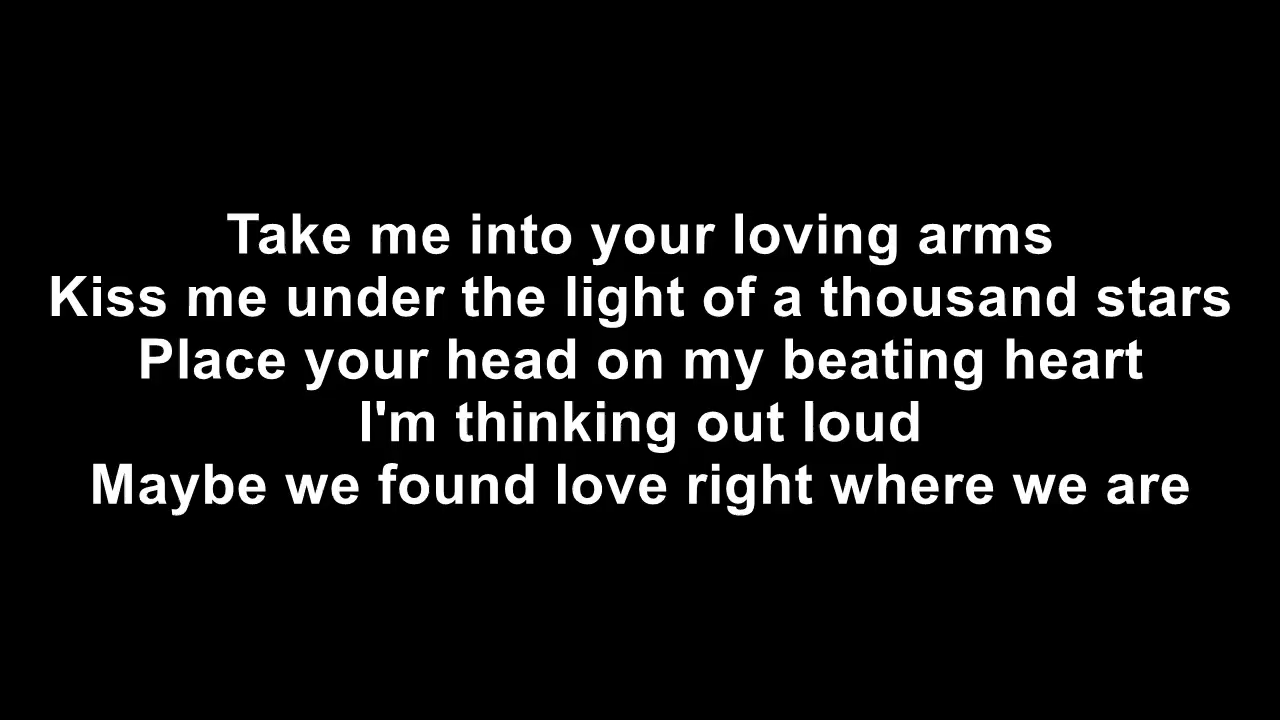 Take me into your loving arms
Kiss me under the light of a thousand stars
Place your head on my beating heart
I'm thinking out loud
Maybe we found love right where we are